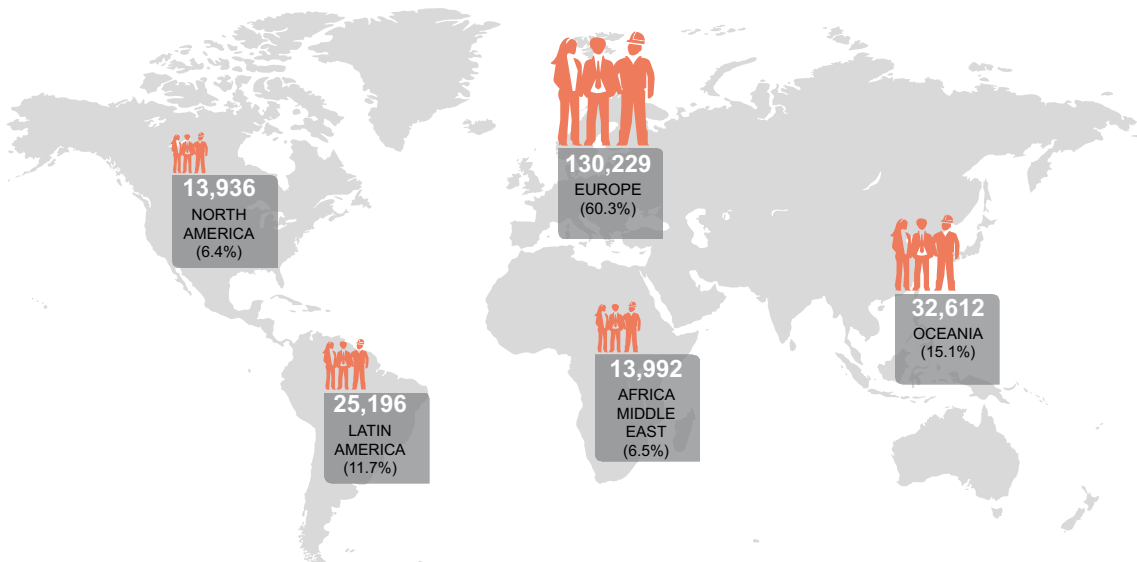 130,229
EUROPE
(60.3%)
13,936
NORTH
AMERICA
(6.4%)
32,612
OCEANIA
(15.1%)
13,992
AFRICA
MIDDLE
EAST
(6.5%)
25,196
LATIN
AMERICA
(11.7%)